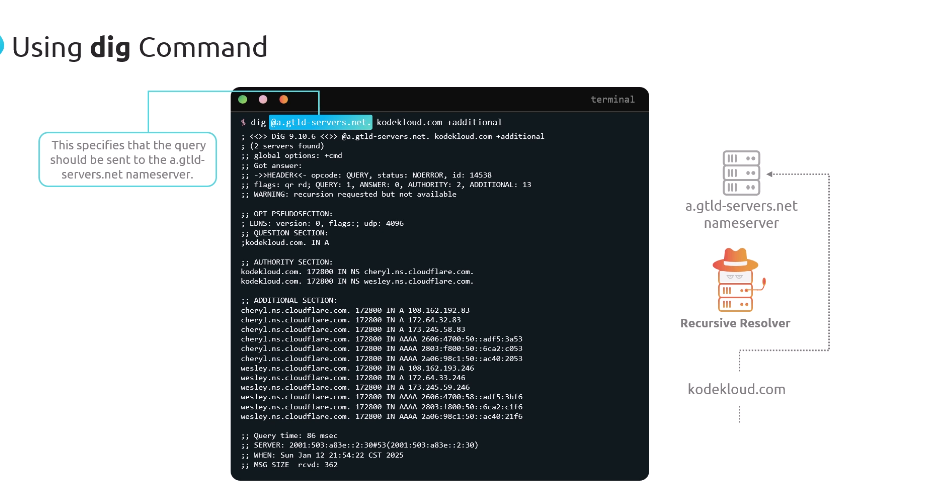 Using dig Command
terminal
This specifies that the query
should be sent to the a.gtld-
servers.net nameserver.
$ dig @a.gtld-servers.net. kodekloud.com +additional
; <<>> DiG 9.10.6 <<>> @a.gtld-servers.net. kodekloud.com +additional
; (2 servers found)
;; global options: +cmd
;; Got answer:
;; ->>HEADER<<- opcode: QUERY, status: NOERROR, id: 14538
;; flags: qr rd; QUERY: 1, ANSWER: 0, AUTHORITY: 2, ADDITIONAL: 13
;; WARNING: recursion requested but not available
;; OPT PSEUDOSECTION:
; EDNS: version: 0, flags:; udp: 4096
;; QUESTION SECTION:
;kodekloud.com. IN A
;; AUTHORITY SECTION:
kodekloud.com. 172800 IN NS cheryl.ns.cloudflare.com.
kodekloud.com. 172800 IN NS wesley.ns.cloudflare.com.
;; ADDITIONAL SECTION:
cheryl.ns.cloudflare.com. 172800 IN A 108.162.192.83
cheryl.ns.cloudflare.com. 172800 IN A 172.64.32.83
cheryl.ns.cloudflare.com. 172800 IN A 173.245.58.83
cheryl.ns.cloudflare.com. 172800 IN AAAA 2606:4700:50::adf5:3a53
cheryl.ns.cloudflare.com. 172800 IN AAAA 2803:f800:50::6ca2:c053
cheryl.ns.cloudflare.com. 172800 IN AAAA 2a06:98c1:50::ac40:2053
wesley.ns.cloudflare.com. 172800 IN A 108.162.193.246
wesley.ns.cloudflare.com. 172800 IN A 172.64.33.246
wesley.ns.cloudflare.com. 172800 IN A 173.245.59.246
wesley.ns.cloudflare.com. 172800 IN AAAA 2606:4700:58::adf5:3bf6
wesley.ns.cloudflare.com. 172800 IN AAAA 2803:f800:50::6ca2:c1f6
wesley.ns.cloudflare.com. 172800 IN AAAA 2a06:98c1:50::ac40:21f6
;; Query time: 86 msec
;; SERVER: 2001:503:a83e::2:30#53(2001:503:a83e::2:30)
;; WHEN: Sun Jan 12 21:54:22 CST 2025
;; MSG SIZE rcvd: 362
a.gtld-servers.net
nameserver
Recursive Resolver
kodekloud.com